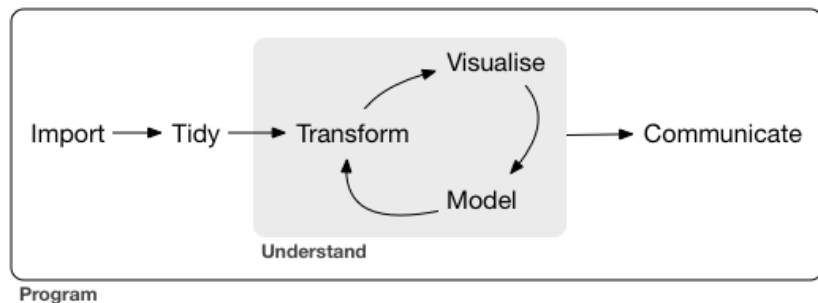 Visualise
Import
Tidy
Transform
Communicate
Model
Understand
Program